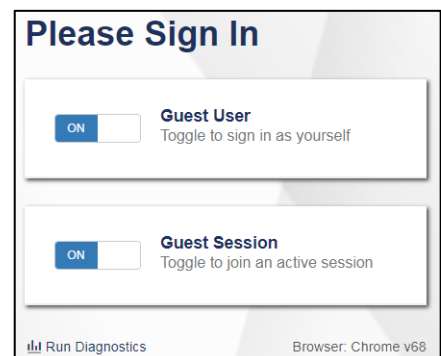 Please Sign In
ON
Guest User
Toggle to sign in as yourself
ON
Guest Session
Toggle to join an active session
Run Diagnostics
Browser: Chrome v68